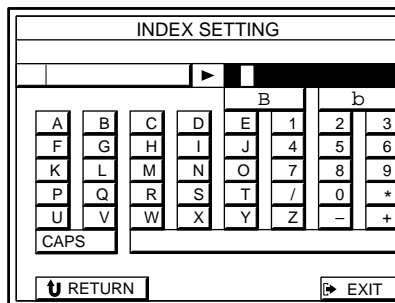 INDEX SETTING
B b
A B C D E 1 2 3
F G H I J 4 5 6
K L M N O 7 8 9
P Q R S T / 0 *
U V W X Y Z – +
CAPS
RETURN EXIT